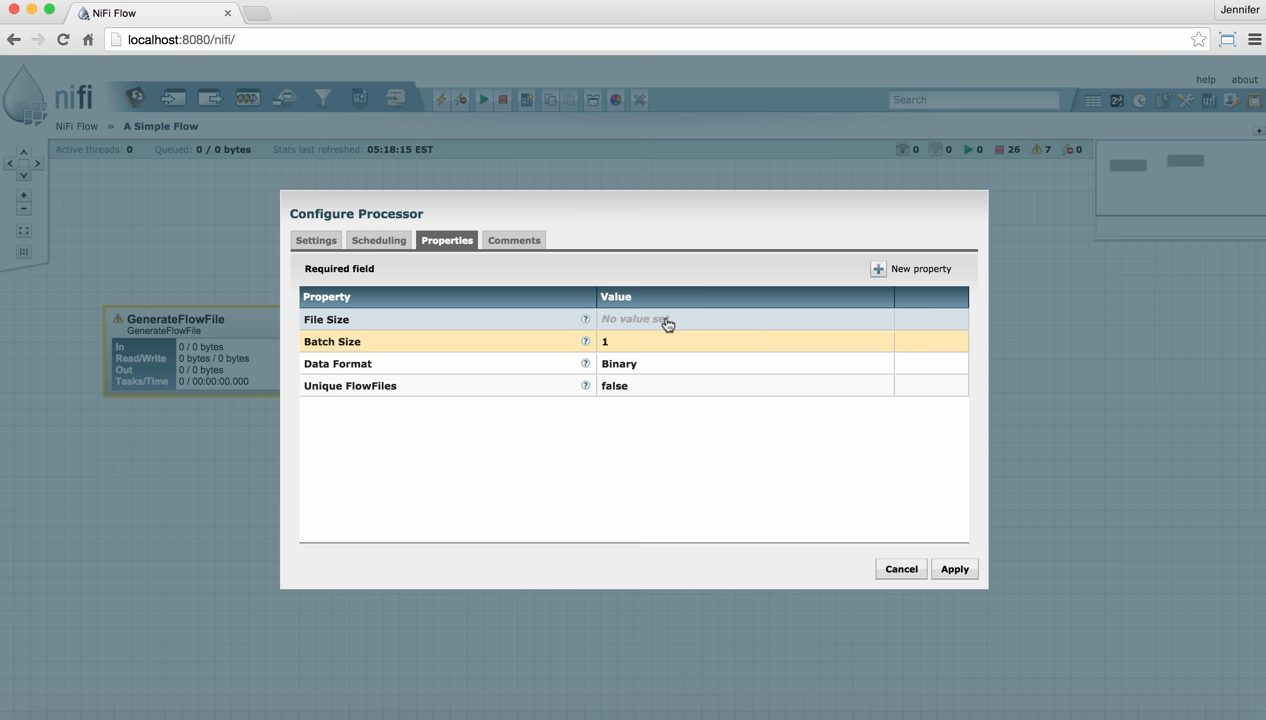 NiFi Flow
Jennifer
localhost:8080/nifi/
help about
nifi
Search
NiFi Flow » A Simple Flow
Active threads: 0 Queued: 0 / 0 bytes Stats last refreshed: 05:18:15 EST 0 0 0 26 7 0
Configure Processor
Settings Scheduling Properties Comments
Required field New property
Property Value
File Size ? No value set
Batch Size ? 1
Data Format ? Binary
Unique FlowFiles ? false
Cancel Apply
GenerateFlowFile
GenerateFlowFile
In 0 / 0 bytes
Read/Write 0 bytes / 0 bytes
Out 0 / 0 bytes
Tasks/Time 0 / 00:00:00.000